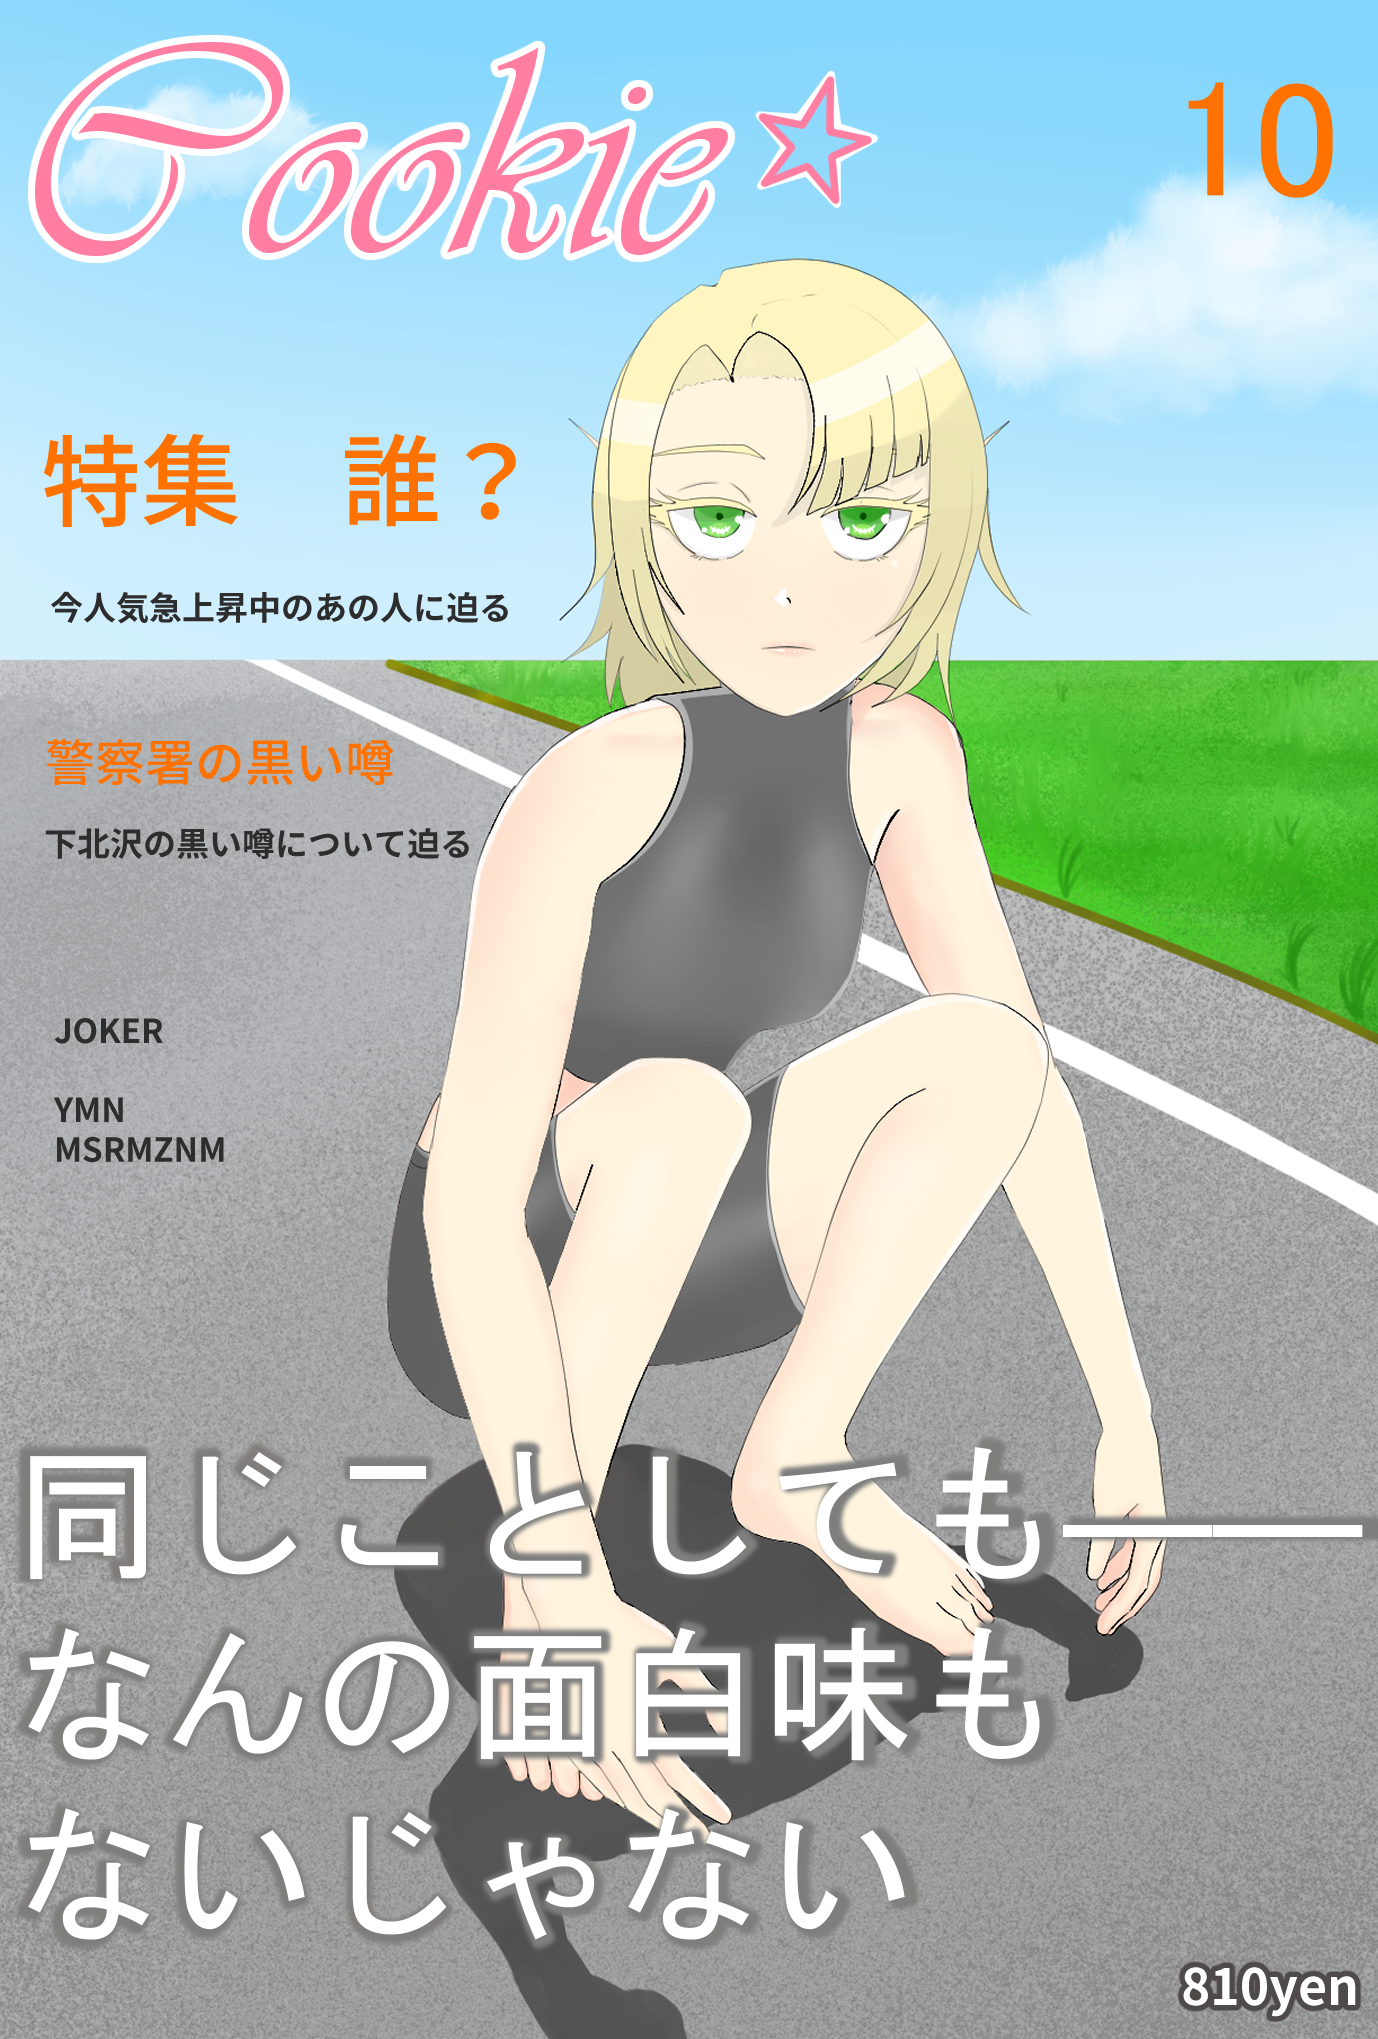 Cookie☆
10
特集　誰？
今人気急上昇中のあの人に迫る
警察署の黒い噂
下北沢の黒い噂について迫る
JOKER
YMN
MSRMZNM
同じことしても――
なんの面白味も
ないじゃない
810yen